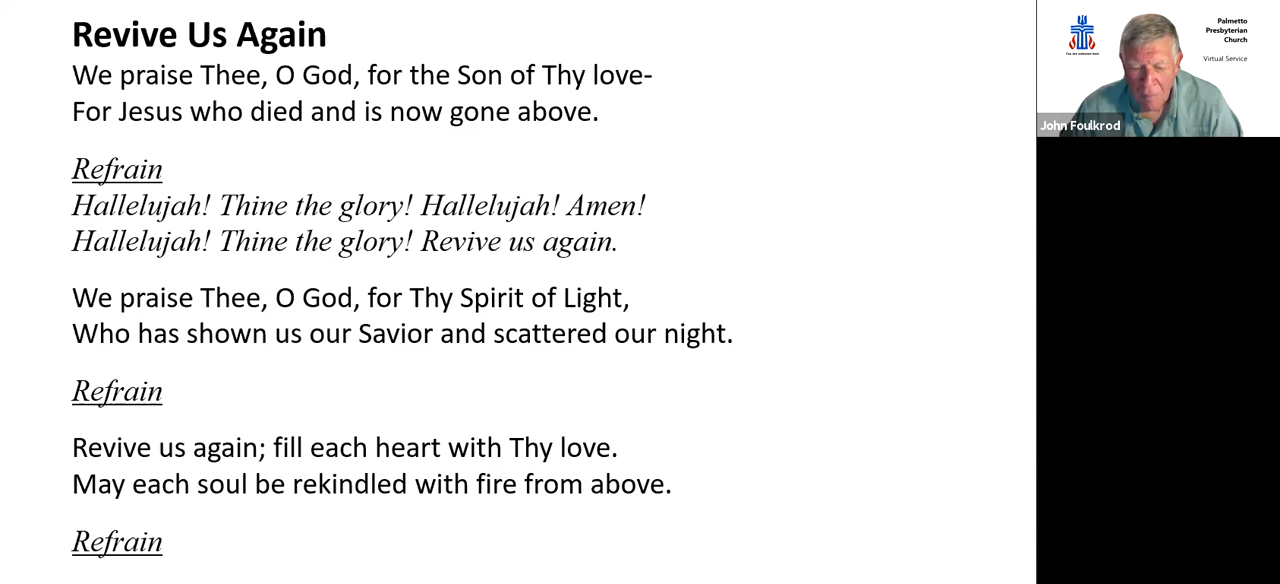 Revive Us Again
We praise Thee, O God, for the Son of Thy love-
For Jesus who died and is now gone above.
Refrain
Hallelujah! Thine the glory! Hallelujah! Amen!
Hallelujah! Thine the glory! Revive us again.
We praise Thee, O God, for Thy Spirit of Light,
Who has shown us our Savior and scattered our night.
Refrain
Revive us again; fill each heart with Thy love.
May each soul be rekindled with fire from above.
Refrain
Palmetto
Presbyterian
Church
Virtual Service
John Foulkrod